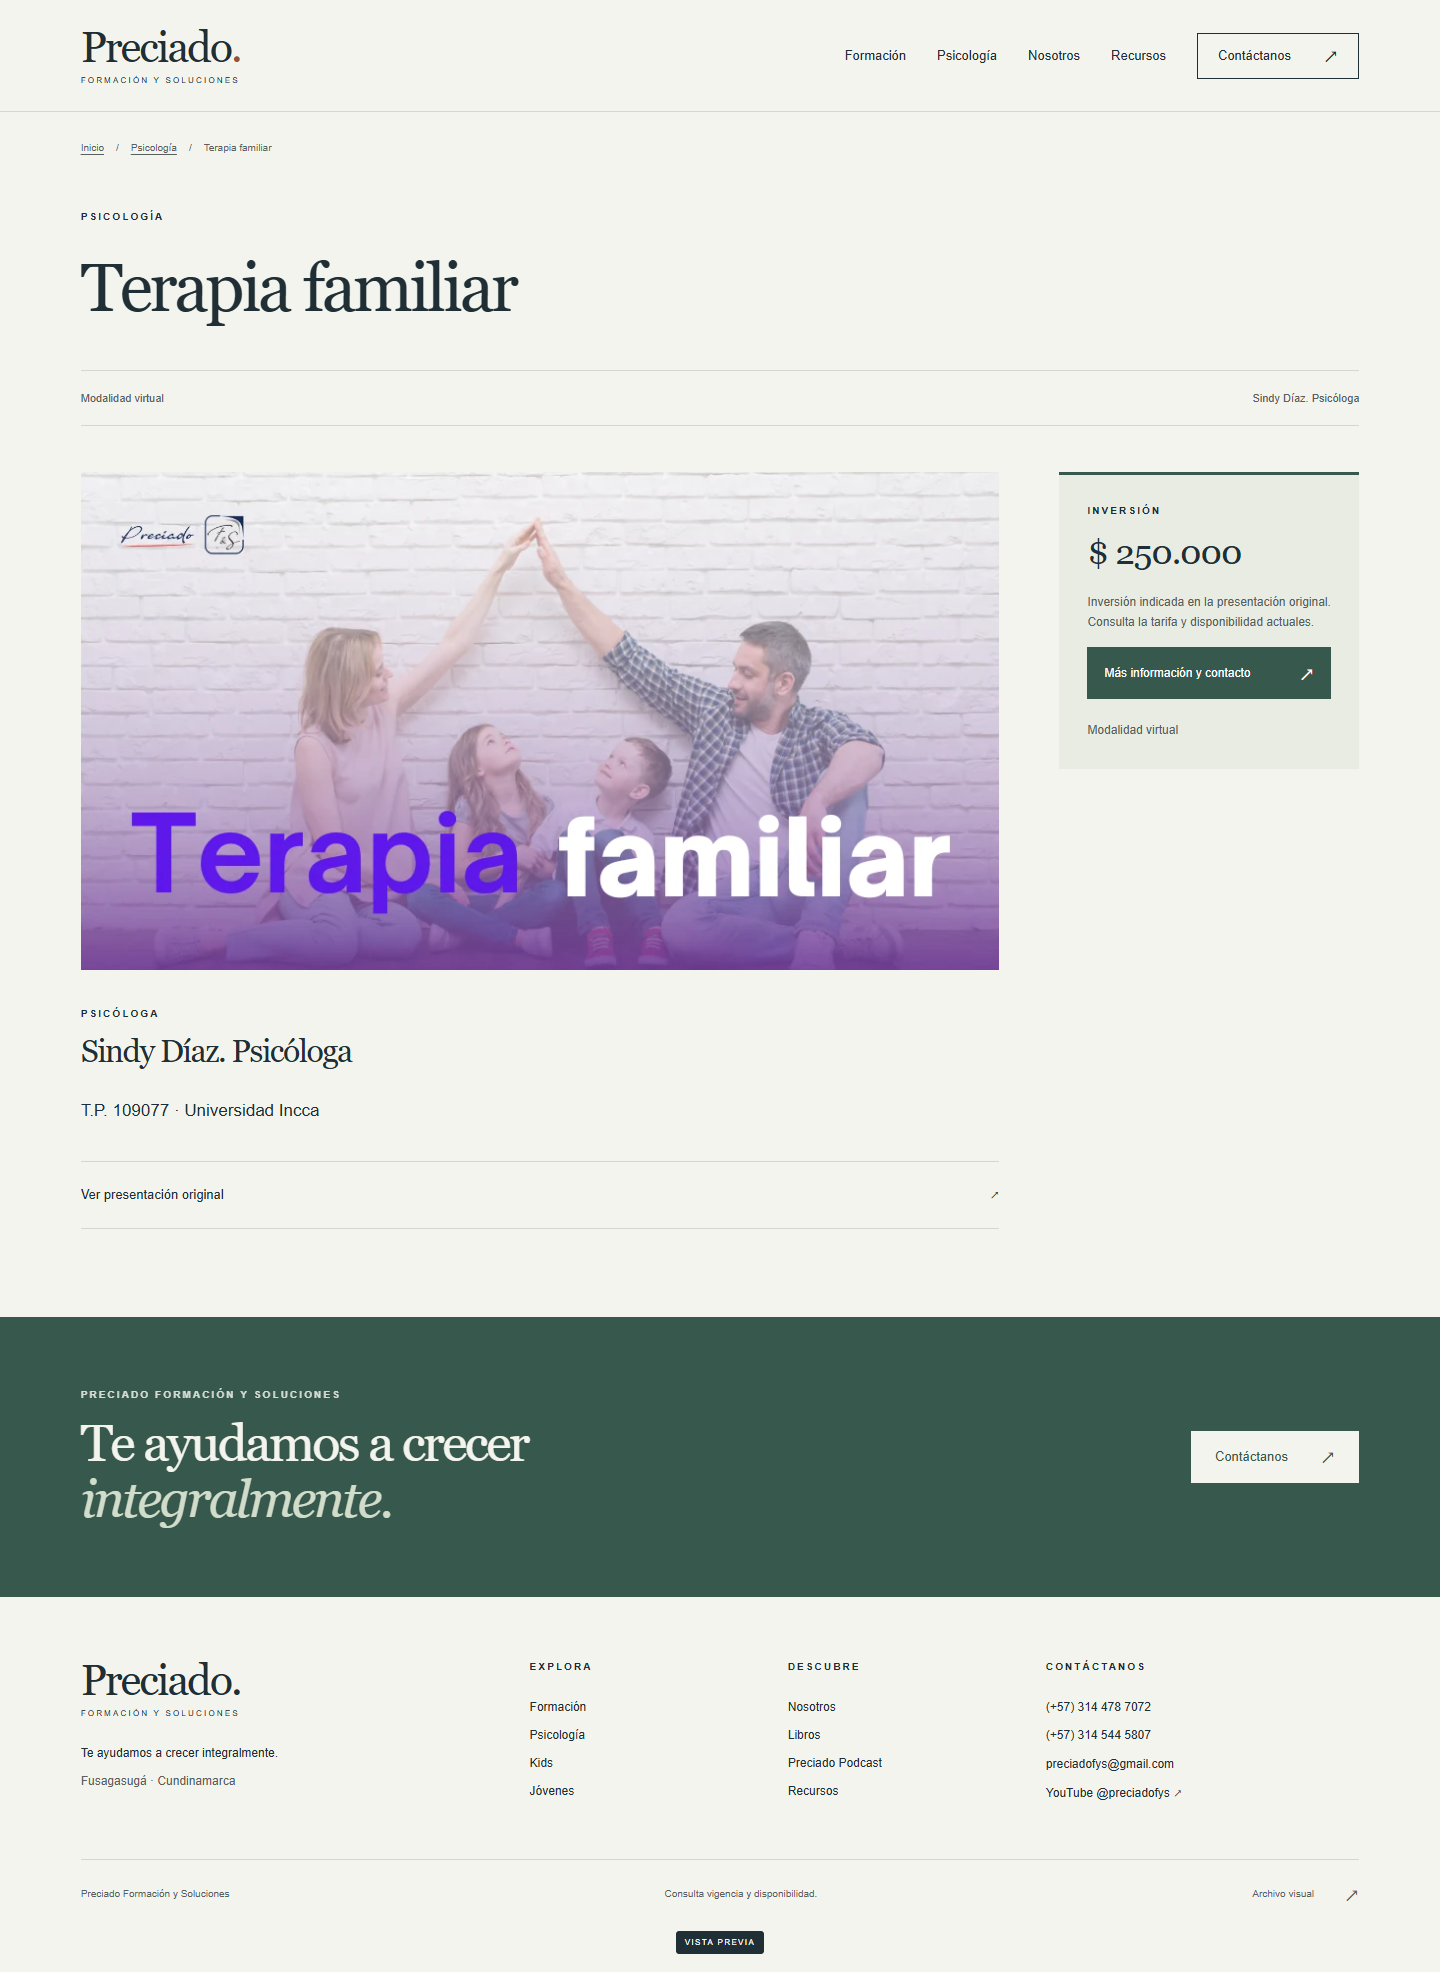 Preciado.
FORMACIÓN Y SOLUCIONES
Formación
Psicología
Nosotros
Recursos
Contáctanos ↗
Inicio / Psicología / Terapia familiar
PSICOLOGÍA
Terapia familiar
Modalidad virtual
Sindy Díaz. Psicóloga
Preciado F&S
Terapia familiar
INVERSIÓN
$ 250.000
Inversión indicada en la presentación original.
Consulta la tarifa y disponibilidad actuales.
Más información y contacto ↗
Modalidad virtual
PSICÓLOGA
Sindy Díaz. Psicóloga
T.P. 109077 · Universidad Incca
Ver presentación original ↗
PRECIADO FORMACIÓN Y SOLUCIONES
Te ayudamos a crecer
integralmente.
Contáctanos ↗
Preciado.
FORMACIÓN Y SOLUCIONES
Te ayudamos a crecer integralmente.
Fusagasugá · Cundinamarca
EXPLORA
Formación
Psicología
Kids
Jóvenes
DESCUBRE
Nosotros
Libros
Preciado Podcast
Recursos
CONTÁCTANOS
(+57) 314 478 7072
(+57) 314 544 5807
preciadofys@gmail.com
YouTube @preciadofys ↗
Preciado Formación y Soluciones
Consulta vigencia y disponibilidad.
Archivo visual ↗
VISTA PREVIA